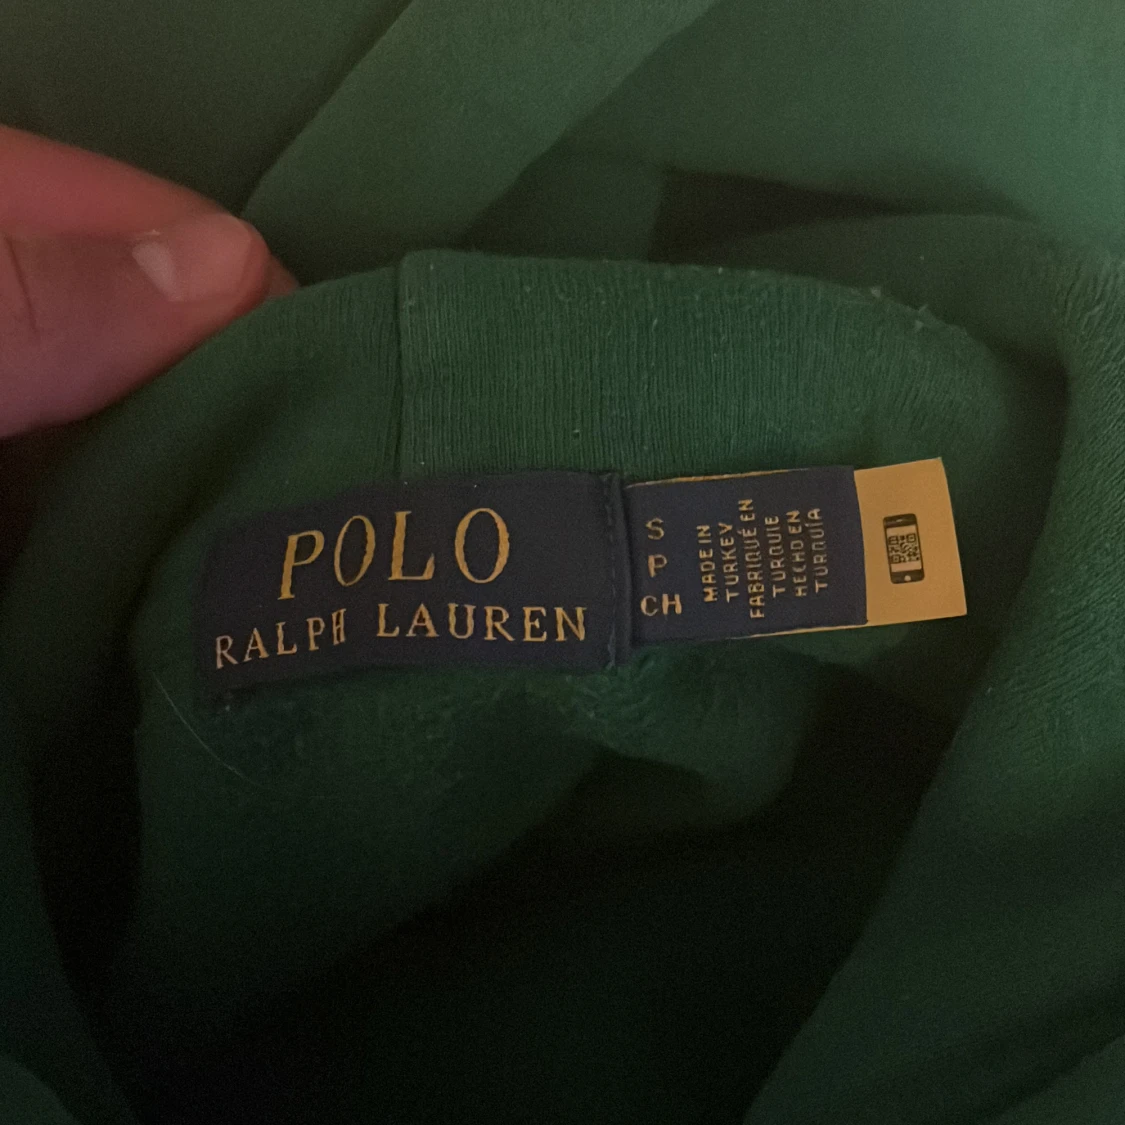 POLO
RALPH LAUREN
S
P
CH
MADE IN
TURKEY
FABRIQUÉ EN
TURQUIE
HECHO EN
TURQUÍA